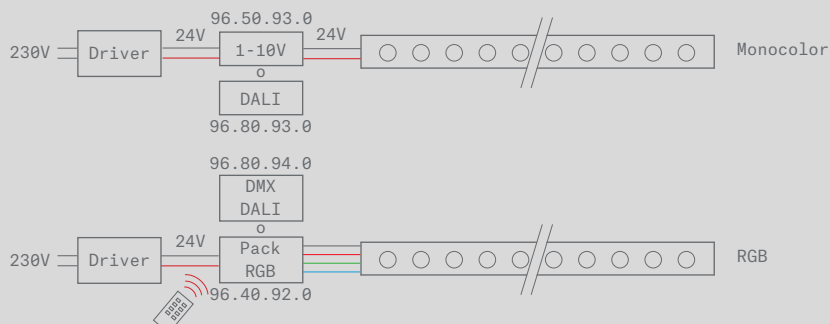 96.50.93.0
230V Driver 24V 1-10V 24V Monocolor
o
DALI
96.80.93.0
96.80.94.0
DMX
DALI
o
230V Driver 24V Pack RGB RGB
96.40.92.0